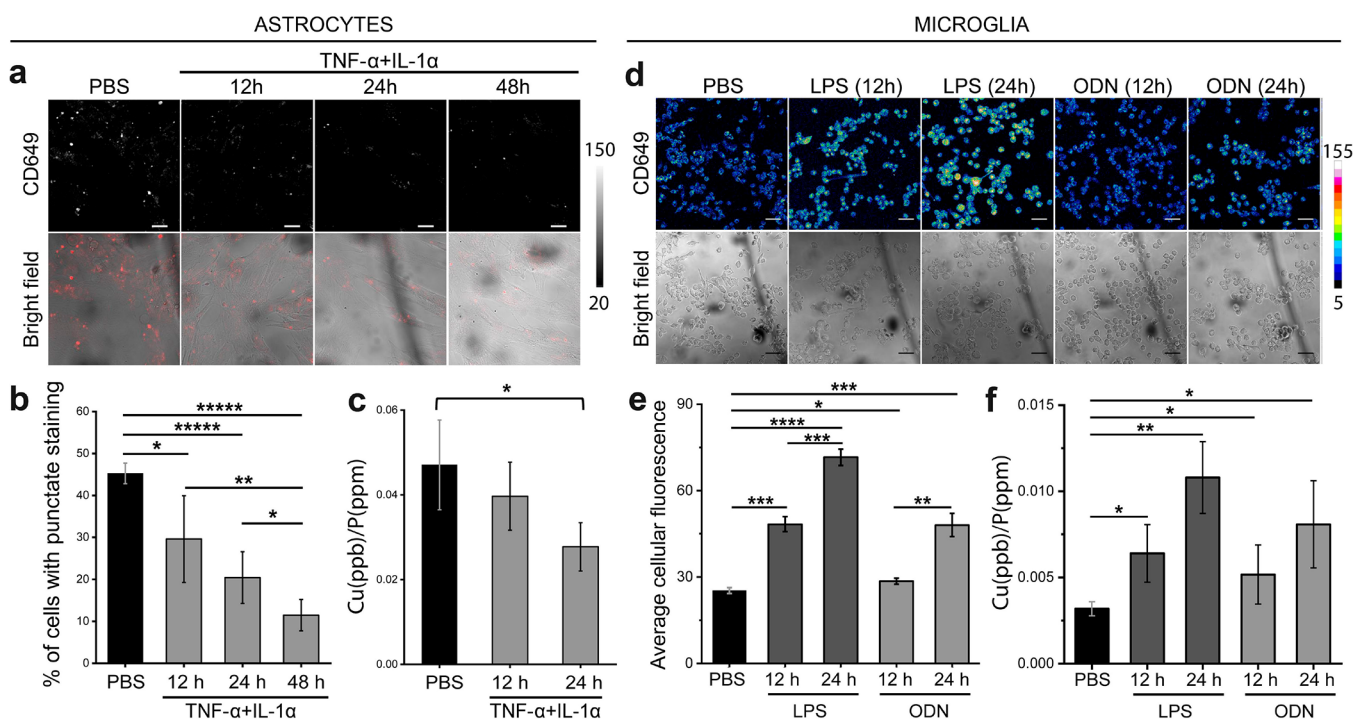 ASTROCYTES
MICROGLIA
a
TNF-α+IL-1α
PBS
12h
24h
48h
CD649
Bright field
150
20
d
PBS
LPS (12h)
LPS (24h)
ODN (12h)
ODN (24h)
CD649
Bright field
155
5
b
% of cells with punctate staining
60
50
40
30
20
10
0
*****
*****
*
**
*
PBS
12 h
24 h
48 h
TNF-α+IL-1α
c
Cu(ppb)/P(ppm)
0.06
0.04
0.02
0.00
*
PBS
12 h
24 h
TNF-α+IL-1α
e
Average cellular fluorescence
90
60
30
0
***
*
****
***
***
**
PBS
12 h
24 h
12 h
24 h
LPS
ODN
f
Cu(ppb)/P(ppm)
0.015
0.010
0.005
0.000
*
*
**
*
PBS
12 h
24 h
12 h
24 h
LPS
ODN